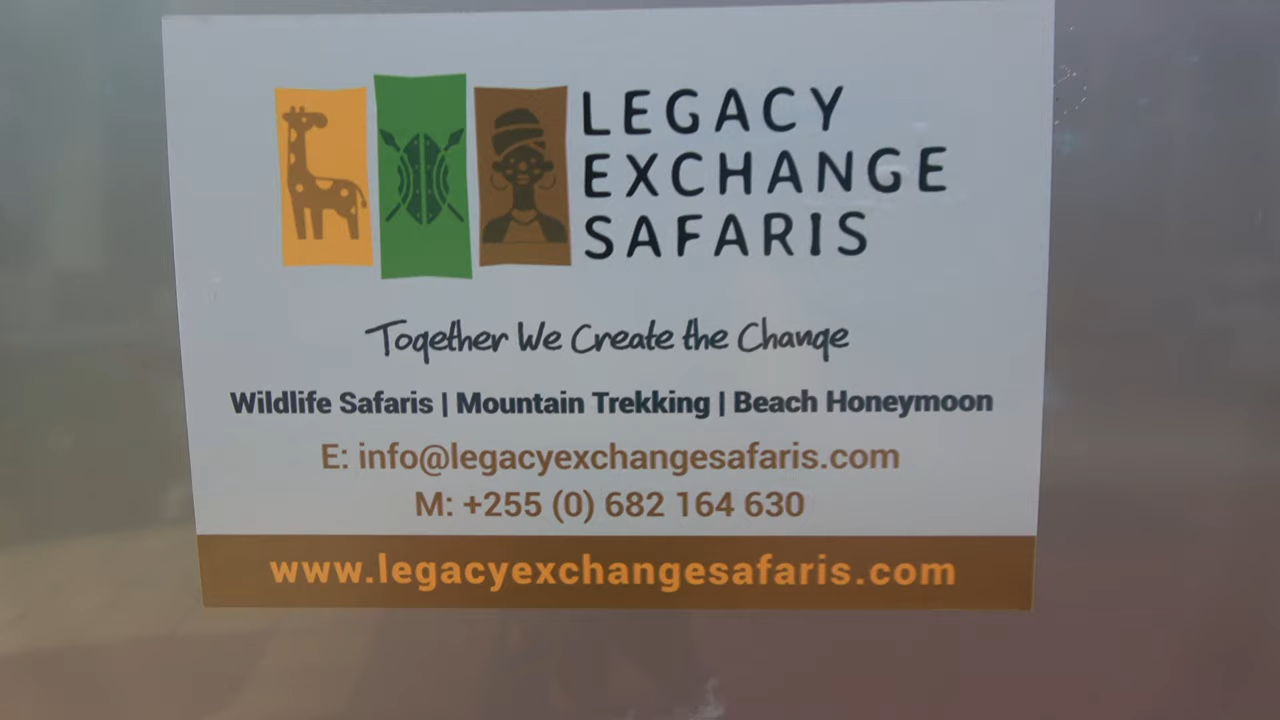 LEGACY
EXCHANGE
SAFARIS
Together We Create the Change
Wildlife Safaris | Mountain Trekking | Beach Honeymoon
E: info@legacyexchangesafaris.com
M: +255 (0) 682 164 630
www.legacyexchangesafaris.com